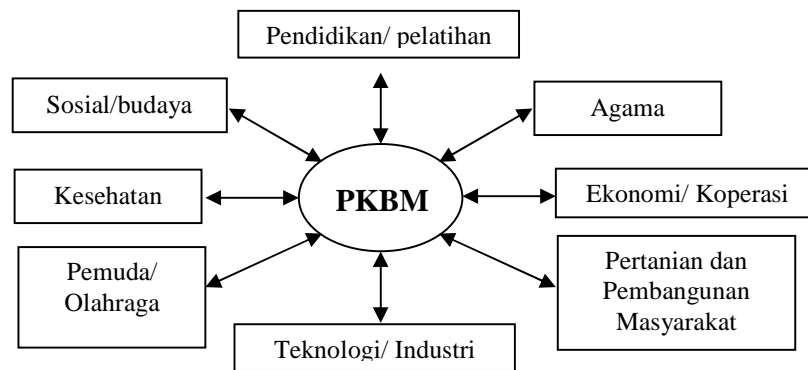 Pendidikan/ pelatihan
Sosial/budaya
Agama
Kesehatan
PKBM
Ekonomi/ Koperasi
Pemuda/
Olahraga
Pertanian dan
Pembangunan
Masyarakat
Teknologi/ Industri